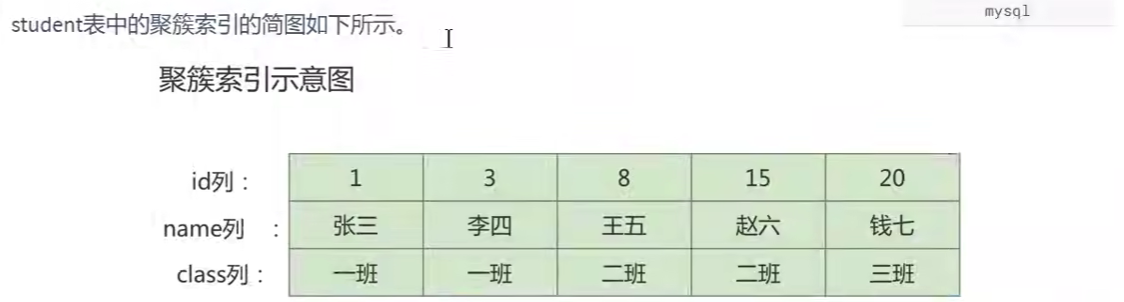 mysql
student表中的聚簇索引的简图如下所示。
聚簇索引示意图
id列： 1 3 8 15 20
name列 ： 张三 李四 王五 赵六 钱七
class列： 一班 一班 二班 二班 三班